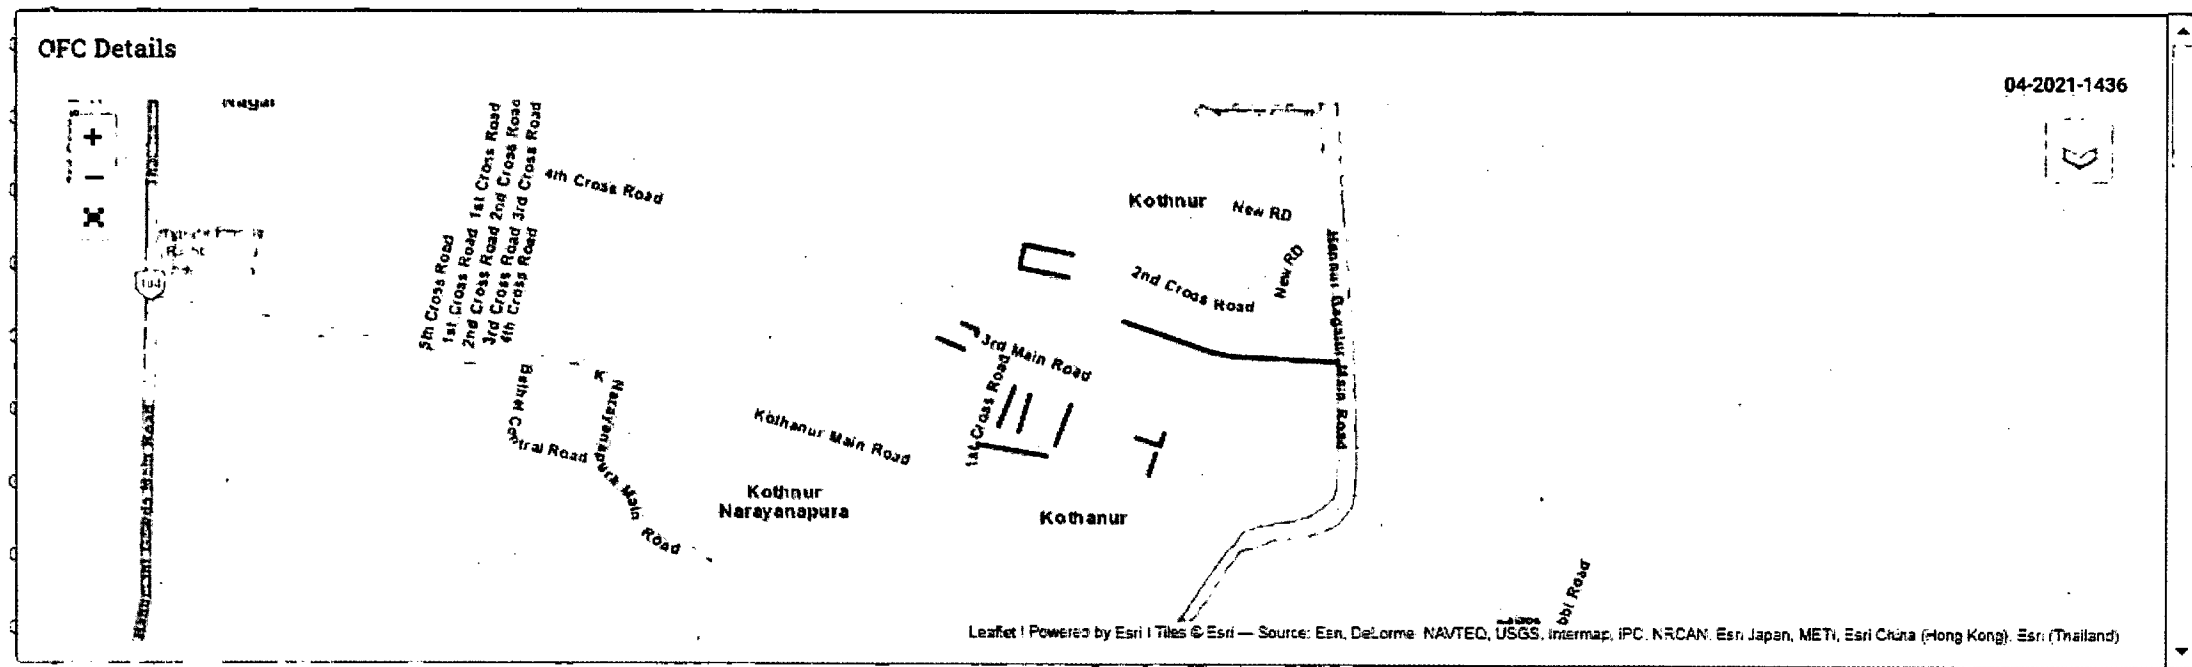 OFC Details
04-2021-1436
1st Cross Road
2nd Cross Road
3rd Cross Road
4th Cross Road
Kothnur
New RD
New RD
2nd Cross Road
5th Cross Road
1st Cross Road
2nd Cross Road
3rd Cross Road
4th Cross Road
3rd Main Road
1st Cross Road
Bethel Central Road
K Narayanapura Main Road
Kothanur Main Road
Kothnur
Narayanapura
Kothanur
Main Road
Leaflet | Powered by Esri | Tiles © Esri — Source: Esri, DeLorme, NAVTEQ, USGS, Intermap, iPC, NRCAN, Esri Japan, METI, Esri China (Hong Kong), Esri (Thailand)